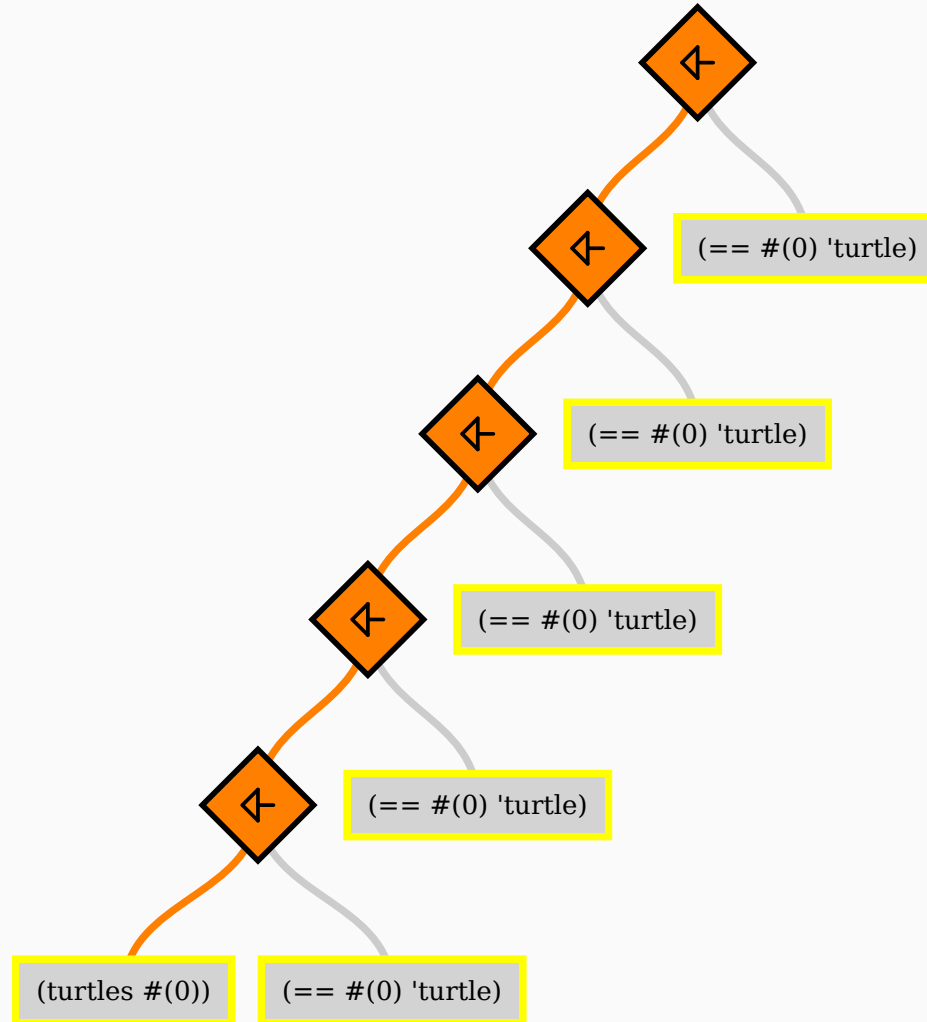 (== #(0) 'turtle)
(== #(0) 'turtle)
(== #(0) 'turtle)
(== #(0) 'turtle)
(turtles #(0))
(== #(0) 'turtle)